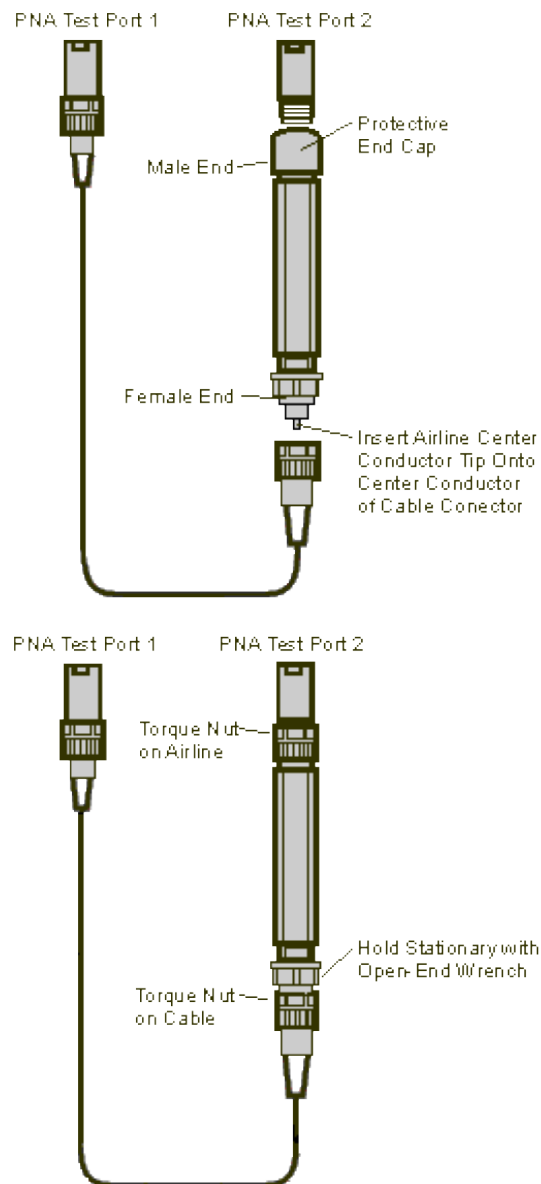 PNA Test Port 1
PNA Test Port 2
Protective
End Cap
Male End
Female End
Insert Airline Center
Conductor Tip Onto
Center Conductor
of Cable Conector
PNA Test Port 1
PNA Test Port 2
Torque Nut
on Airline
Hold Stationary with
Open-End Wrench
Torque Nut
on Cable